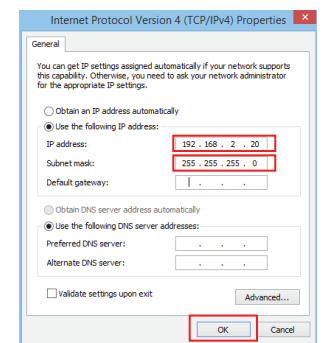 Internet Protocol Version 4 (TCP/IPv4) Properties
General
You can get IP settings assigned automatically if your network supports
this capability. Otherwise, you need to ask your network administrator
for the appropriate IP settings.
Obtain an IP address automatically
Use the following IP address:
IP address: 192 . 168 . 2 . 20
Subnet mask: 255 . 255 . 255 . 0
Default gateway: . . .
Obtain DNS server address automatically
Use the following DNS server addresses:
Preferred DNS server: . . .
Alternate DNS server: . . .
Validate settings upon exit
Advanced...
OK Cancel